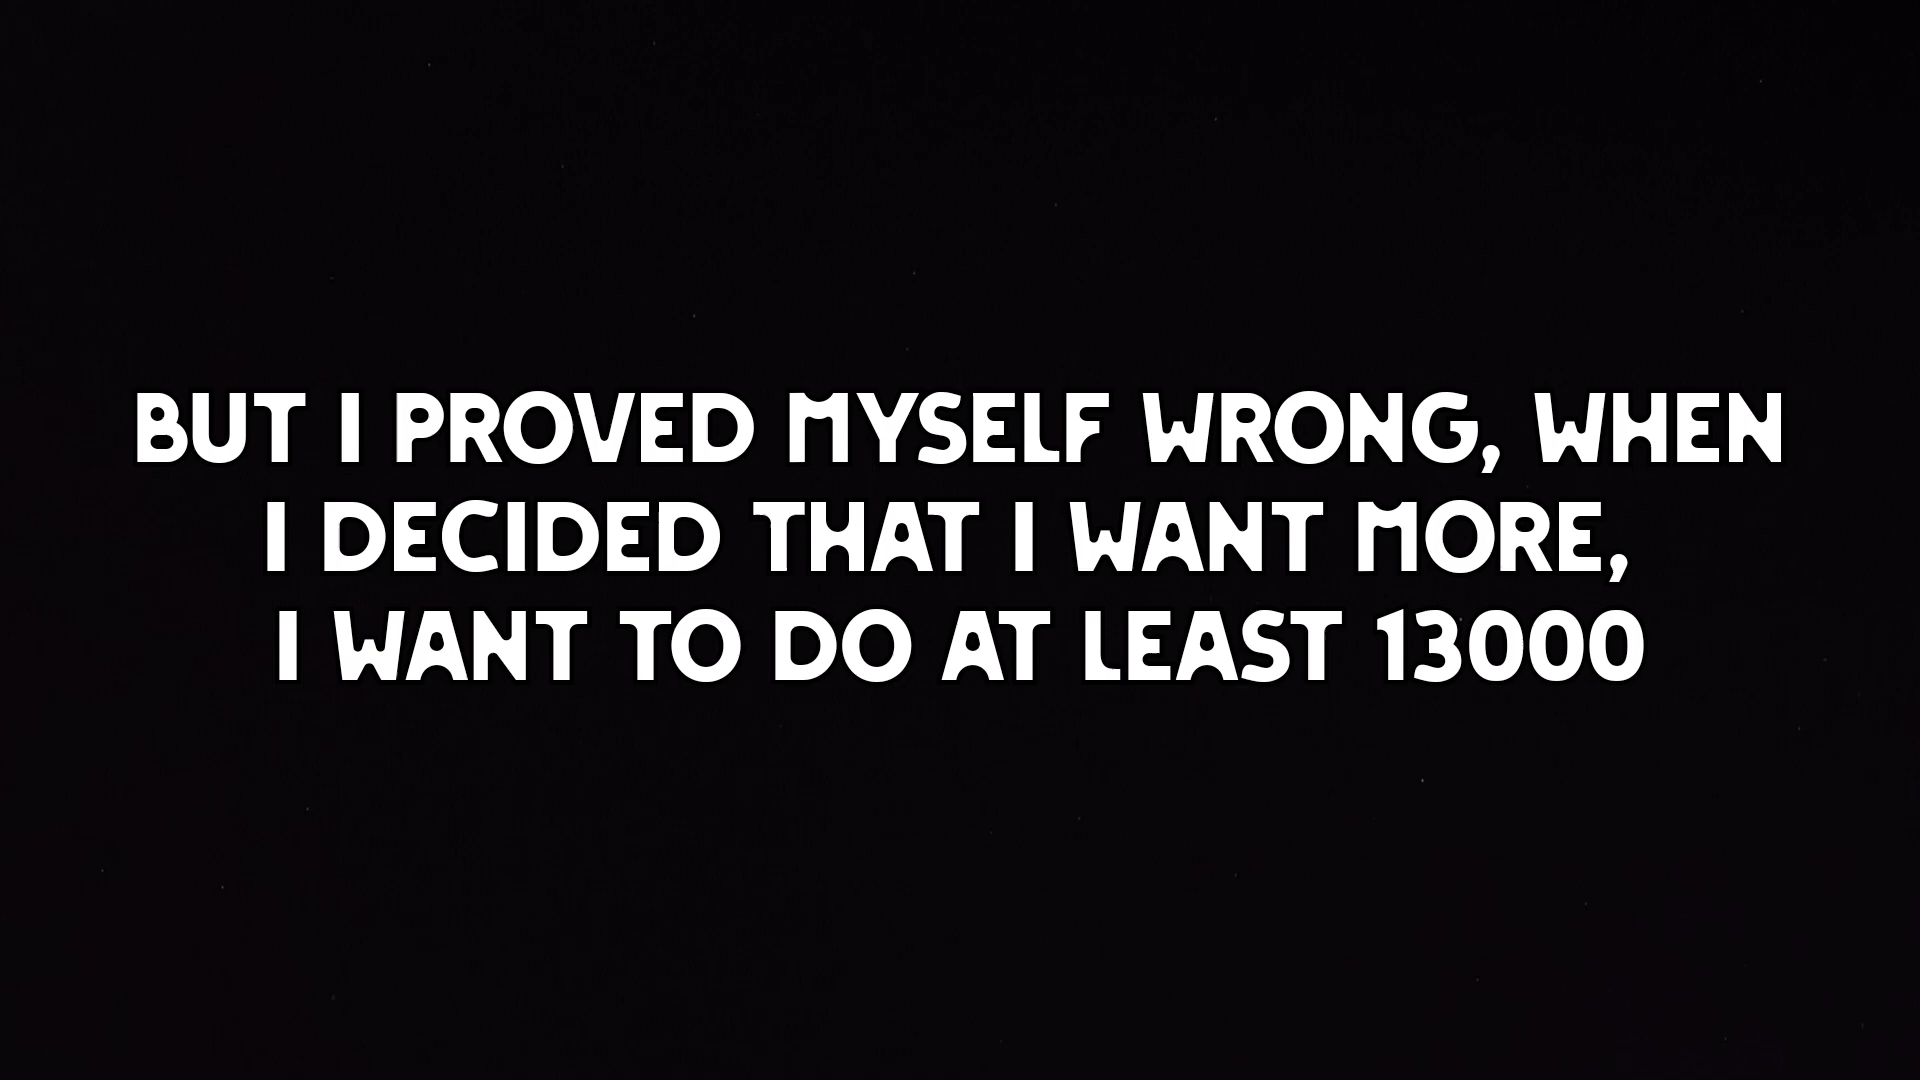 BUT I PROVED MYSELF WRONG, WHEN
I DECIDED THAT I WANT MORE,
I WANT TO DO AT LEAST 13000